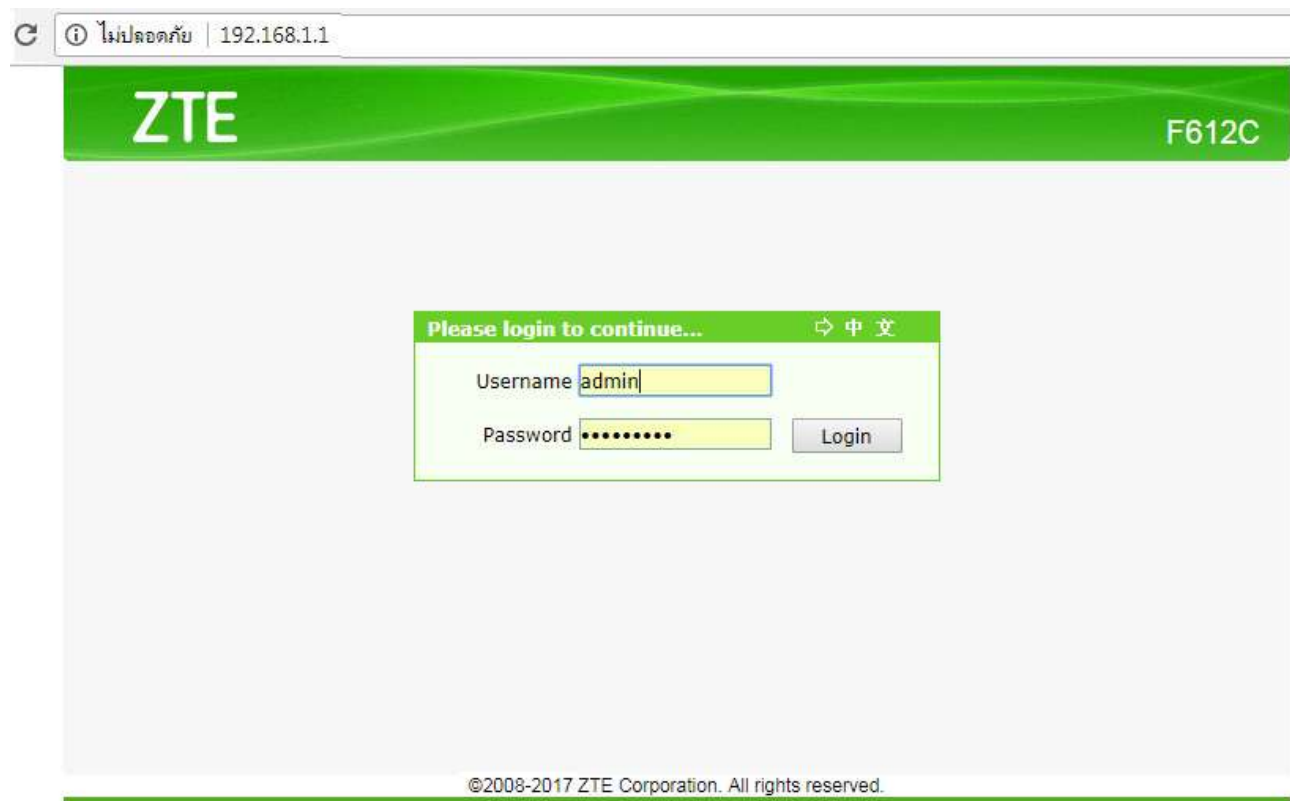 ไม่ปลอดภัย | 192.168.1.1
ZTE
F612C
Please login to continue... ⇨ 中 文
Username admin
Password •••••••••
Login
©2008-2017 ZTE Corporation. All rights reserved.